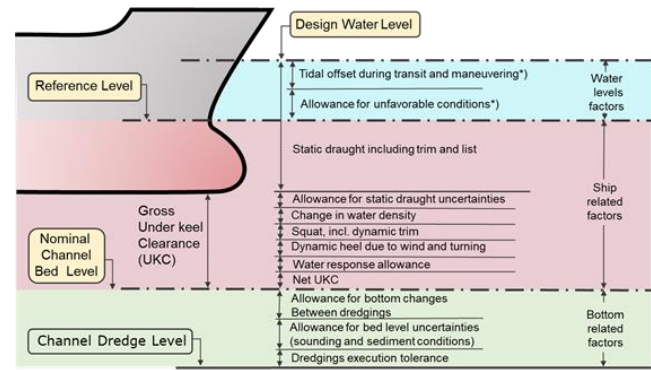 Design Water Level
Tidal offset during transit and maneuvering*)
Water
levels
factors
Reference Level
Allowance for unfavorable conditions*)
Static draught including trim and list
Ship
related
factors
Gross
Under keel
Clearance
(UKC)
Allowance for static draught uncertainties
Change in water density
Squat, incl. dynamic trim
Dynamic heel due to wind and turning
Water response allowance
Net UKC
Nominal
Channel
Bed Level
Allowance for bottom changes
Between dredgings
Allowance for bed level uncertainties
(sounding and sediment conditions)
Dredgings execution tolerance
Bottom
related
factors
Channel Dredge Level